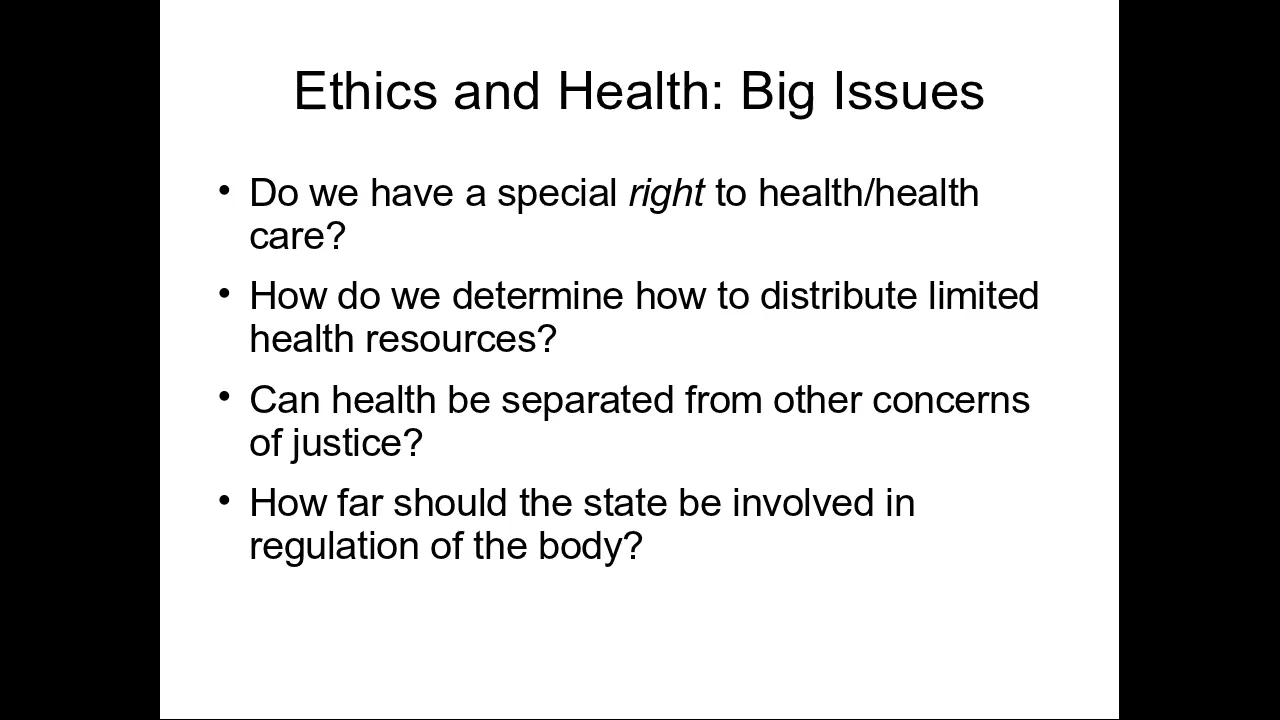 Ethics and Health: Big Issues
• Do we have a special right to health/health
care?
• How do we determine how to distribute limited
health resources?
• Can health be separated from other concerns
of justice?
• How far should the state be involved in
regulation of the body?